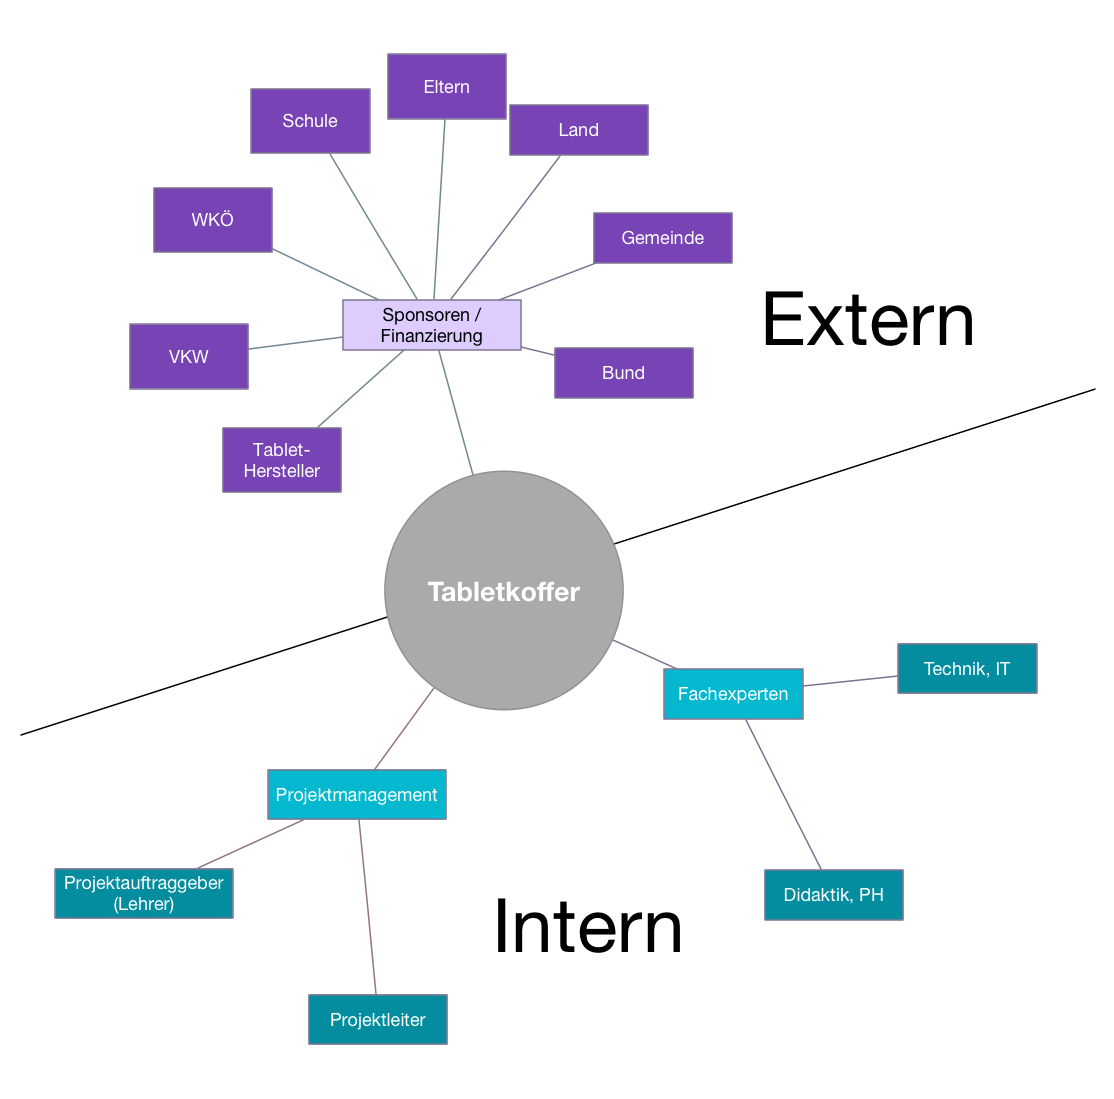 Eltern
Schule
Land
WKÖ
Gemeinde
Sponsoren /
Finanzierung
Extern
VKW
Bund
Tablet-
Hersteller
Tabletkoffer
Technik, IT
Fachexperten
Projektmanagement
Projektauftraggeber
(Lehrer)
Didaktik, PH
Intern
Projektleiter